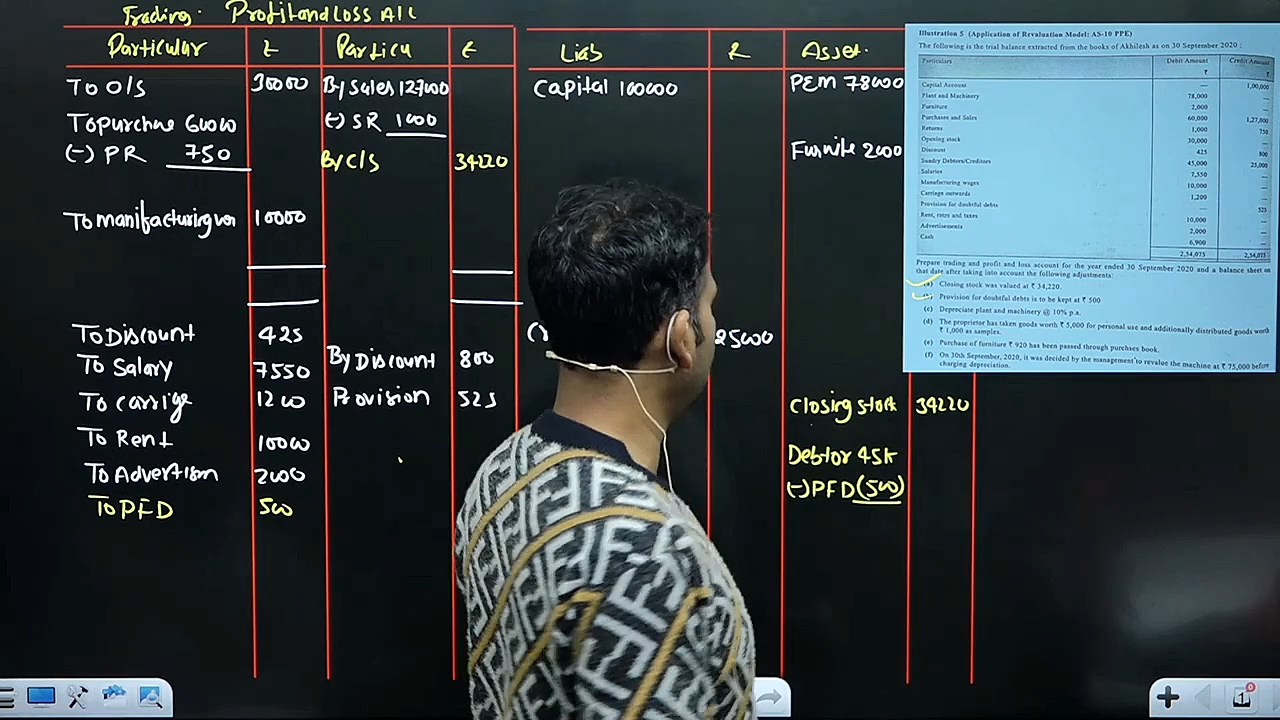 Trading. Profit and Loss A/c
Particular ₹ Particu ₹
To O/S 30000 By Sales 127000
To purchase 60000 (-) SR 1000
(-) PR 750 By C/S 34220
To manifacturing 10000
To Discount 425
To Salary 7550 By Discount 800
To Carrige 1200 Provision 525
To Rent 10000
To Advertism 2000
To PFD 500
Liab ₹ Asset.
Capital 100000 P&M 78000
Furnite 2000
25000
Closing stock 34220
Debtor 45K
(-) PFD (500)
Illustration 5 (Application of Revaluation Model: AS-10 PPE)
The following is the trial balance extracted from the books of Akhilesh as on 30 September 2020 :
Particulars Debit Amount ₹ Credit Amount ₹
Capital Account — 1,00,000
Plant and Machinery 78,000 —
Furniture 2,000 —
Purchases and Sales 60,000 1,27,000
Returns 1,000 750
Opening stock 30,000 —
Discount 425 800
Sundry Debtors/Creditors 45,000 25,000
Salaries 7,550 —
Manufacturing wages 10,000 —
Carriage outwards 1,200 —
Provision for doubtful debts — 525
Rent, rates and taxes 10,000 —
Advertisements 2,000 —
Cash 6,900 —
2,54,075 2,54,075
Prepare trading and profit and loss account for the year ended 30 September 2020 and a balance sheet on
that date after taking into account the following adjustments:
(a) Closing stock was valued at ₹ 34,220.
(b) Provision for doubtful debts is to be kept at ₹ 500
(c) Depreciate plant and machinery @ 10% p.a.
(d) The proprietor has taken goods worth ₹ 5,000 for personal use and additionally distributed goods worth
₹ 1,000 as samples.
(e) Purchase of furniture ₹ 920 has been passed through purchses book.
(f) On 30th September, 2020, it was decided by the management to revalue the machine at ₹ 75,000 before
charging depreciation.
1